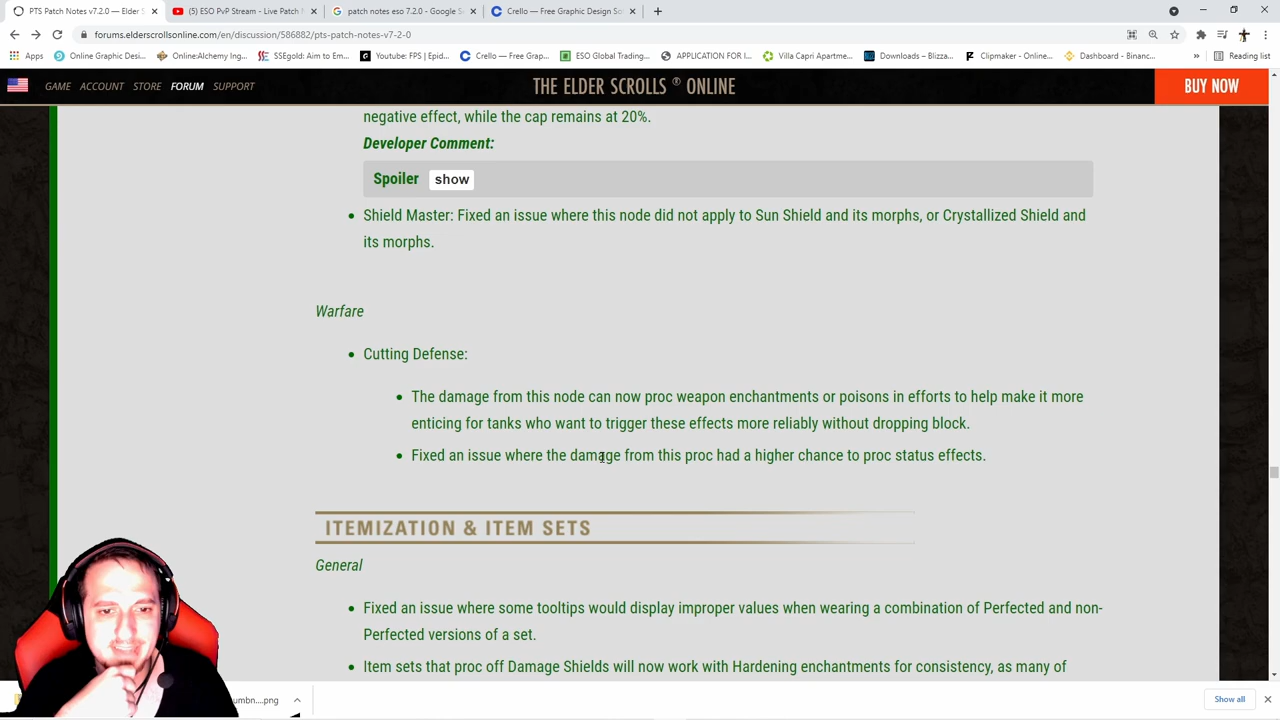 PTS Patch Notes v7.2.0 — Elder S
(5) ESO PvP Stream - Live Patch N
patch notes eso 7.2.0 - Google Se
Crello — Free Graphic Design Sof
forums.elderscrollsonline.com/en/discussion/586882/pts-patch-notes-v7-2-0
Apps
Online Graphic Desi...
Online:Alchemy Ing...
SSEgold: Aim to Em...
Youtube: FPS | Epid...
Crello — Free Grap...
ESO Global Trading...
APPLICATION FOR I...
Villa Capri Apartme...
Downloads – Blizza...
Clipmaker - Online...
Dashboard - Binanc...
»
Reading list
GAME ACCOUNT STORE FORUM SUPPORT
THE ELDER SCROLLS ® ONLINE
BUY NOW
negative effect, while the cap remains at 20%.
Developer Comment:
Spoiler show
• Shield Master: Fixed an issue where this node did not apply to Sun Shield and its morphs, or Crystallized Shield and
its morphs.
Warfare
• Cutting Defense:
• The damage from this node can now proc weapon enchantments or poisons in efforts to help make it more
enticing for tanks who want to trigger these effects more reliably without dropping block.
• Fixed an issue where the damage from this proc had a higher chance to proc status effects.
ITEMIZATION & ITEM SETS
General
• Fixed an issue where some tooltips would display improper values when wearing a combination of Perfected and non-
Perfected versions of a set.
• Item sets that proc off Damage Shields will now work with Hardening enchantments for consistency, as many of
umbn....png
Show all